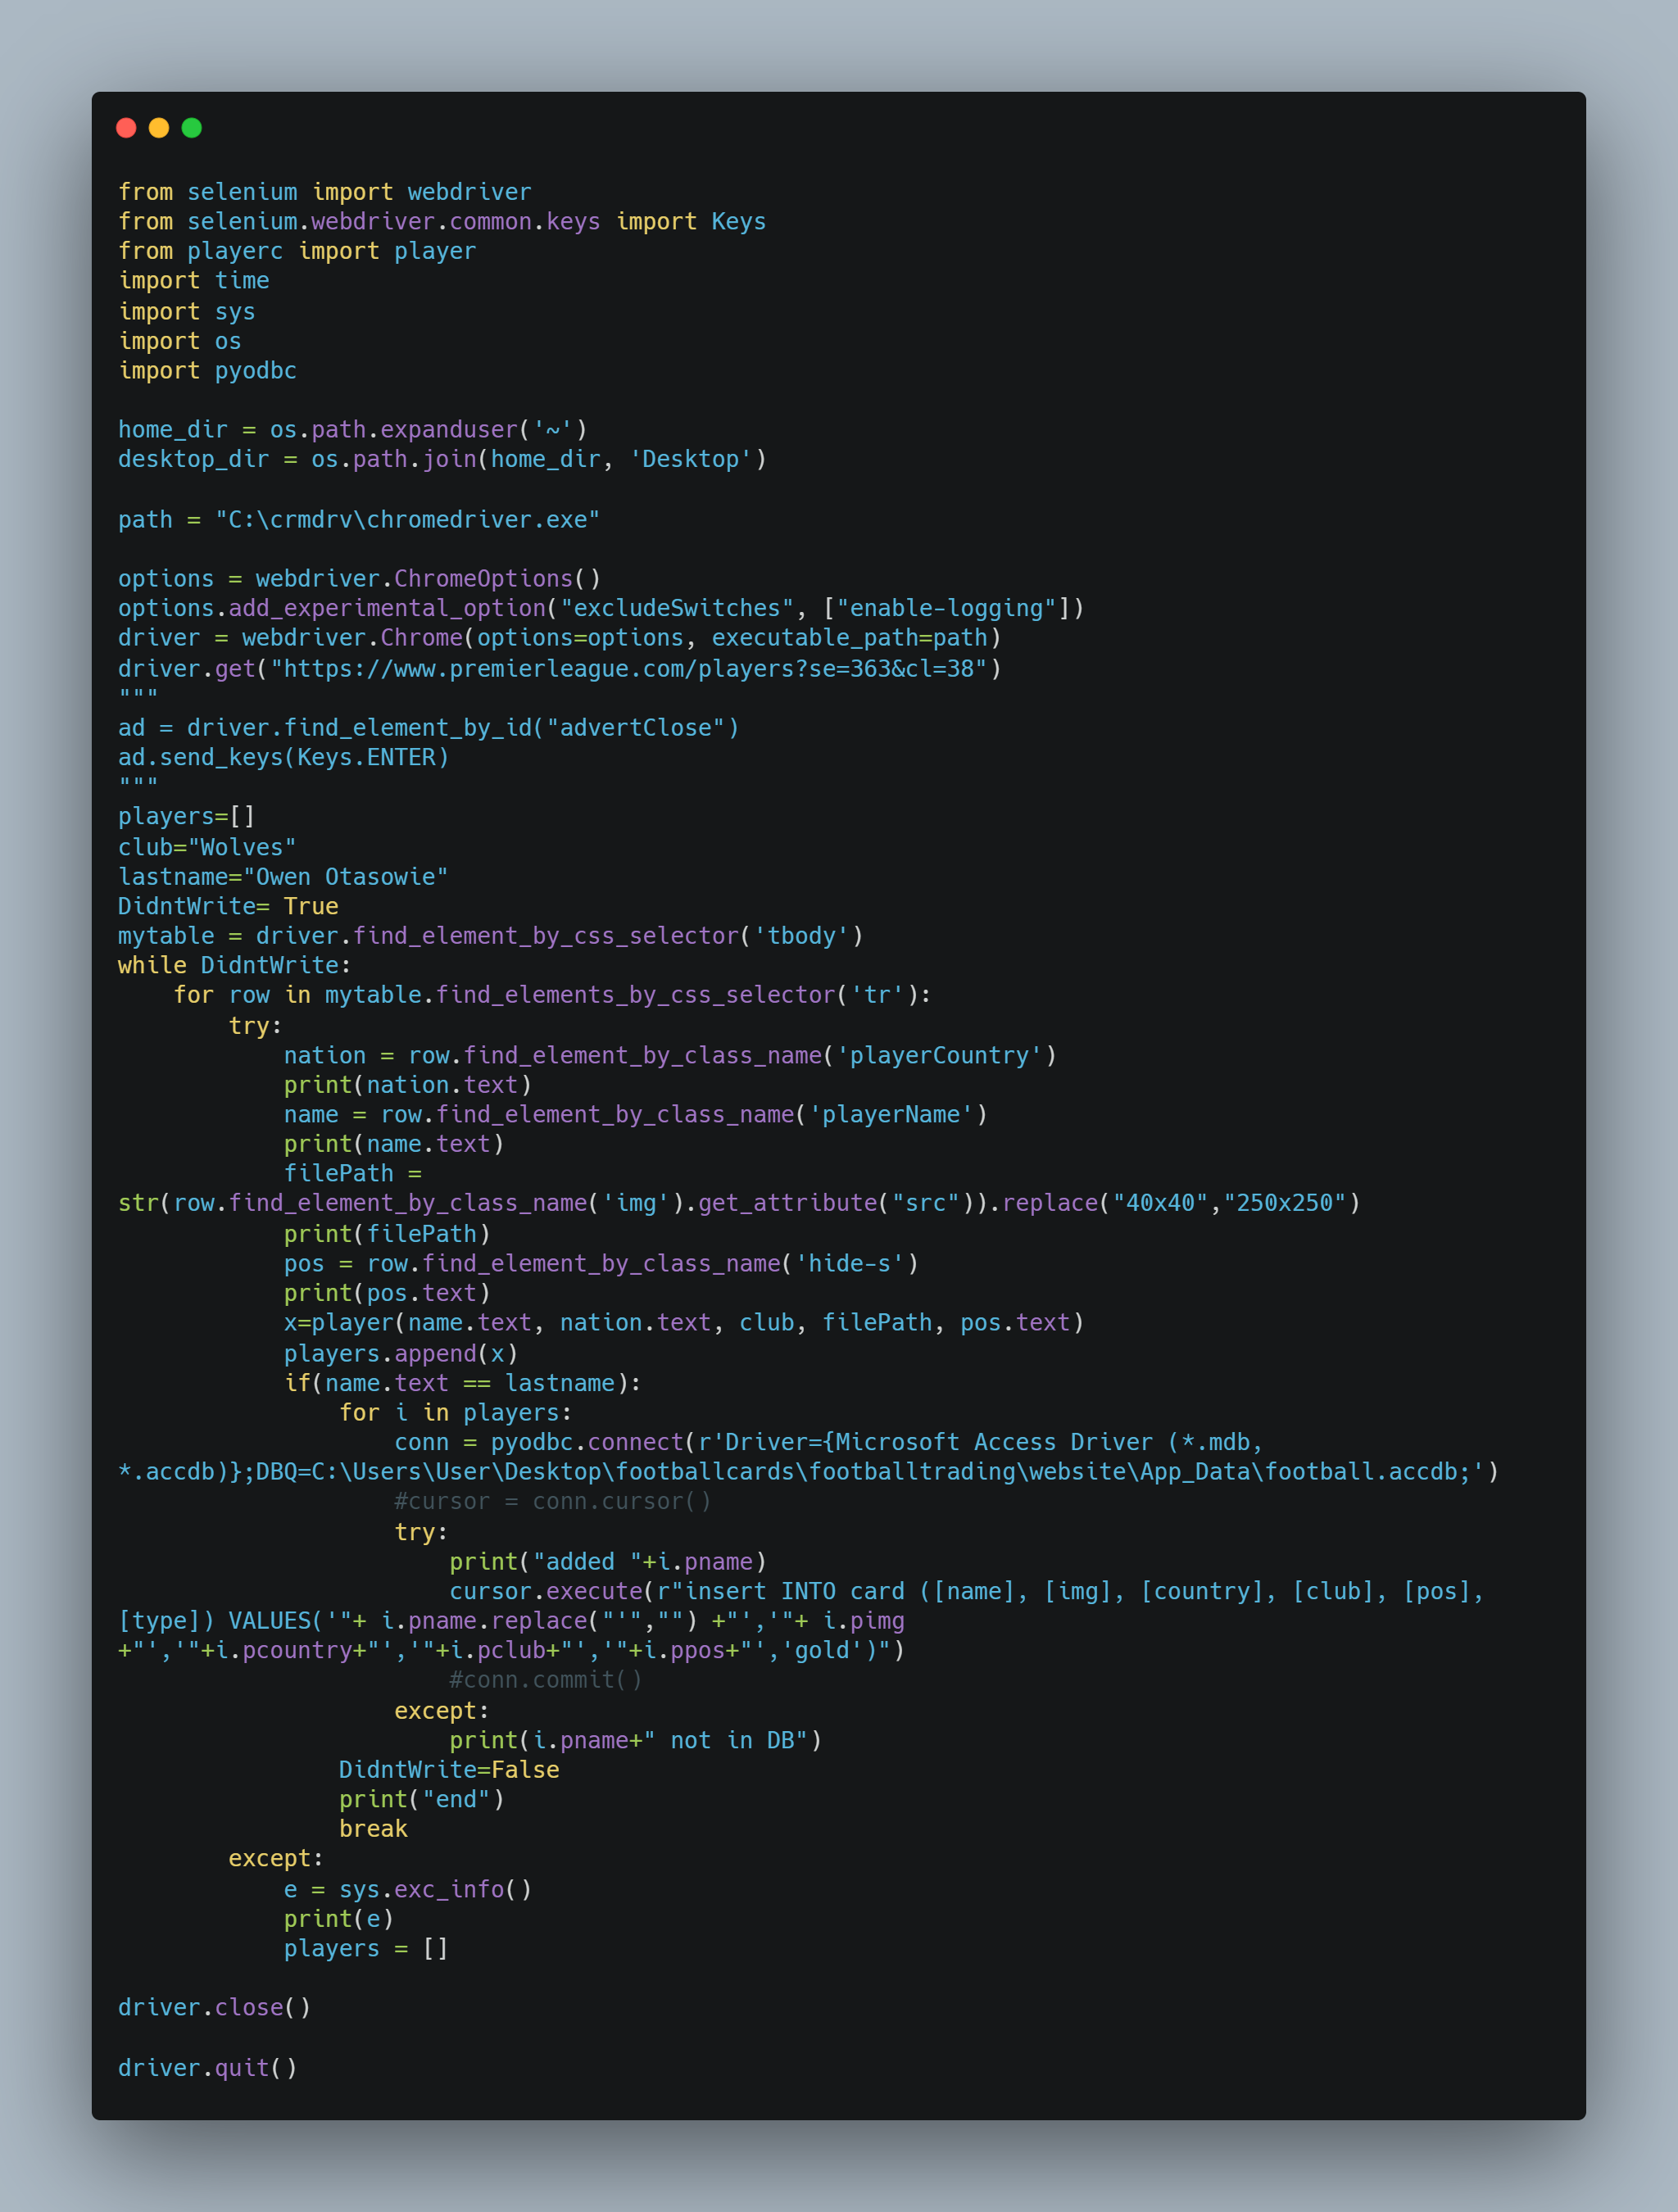 from selenium import webdriver
from selenium.webdriver.common.keys import Keys
from playerc import player
import time
import sys
import os
import pyodbc

home_dir = os.path.expanduser('~')
desktop_dir = os.path.join(home_dir, 'Desktop')

path = "C:\crmdrv\chromedriver.exe"

options = webdriver.ChromeOptions()
options.add_experimental_option("excludeSwitches", ["enable-logging"])
driver = webdriver.Chrome(options=options, executable_path=path)
driver.get("https://www.premierleague.com/players?se=363&cl=38")
"""
ad = driver.find_element_by_id("advertClose")
ad.send_keys(Keys.ENTER)
"""
players=[]
club="Wolves"
lastname="Owen Otasowie"
DidntWrite= True
mytable = driver.find_element_by_css_selector('tbody')
while DidntWrite:
    for row in mytable.find_elements_by_css_selector('tr'):
        try:
            nation = row.find_element_by_class_name('playerCountry')
            print(nation.text)
            name = row.find_element_by_class_name('playerName')
            print(name.text)
            filePath =
str(row.find_element_by_class_name('img').get_attribute("src")).replace("40x40","250x250")
            print(filePath)
            pos = row.find_element_by_class_name('hide-s')
            print(pos.text)
            x=player(name.text, nation.text, club, filePath, pos.text)
            players.append(x)
            if(name.text == lastname):
                for i in players:
                    conn = pyodbc.connect(r'Driver={Microsoft Access Driver (*.mdb,
*.accdb)};DBQ=C:\Users\User\Desktop\footballcards\footballtrading\website\App_Data\football.accdb;')
                    #cursor = conn.cursor()
                    try:
                        print("added "+i.pname)
                        cursor.execute(r"insert INTO card ([name], [img], [country], [club], [pos],
[type]) VALUES('"+ i.pname.replace("'","") +"','"+ i.pimg
+"','"+i.pcountry+"','"+i.pclub+"','"+i.ppos+"','gold')")
                        #conn.commit()
                    except:
                        print(i.pname+" not in DB")
                DidntWrite=False
                print("end")
                break
        except:
            e = sys.exc_info()
            print(e)
            players = []

driver.close()

driver.quit()